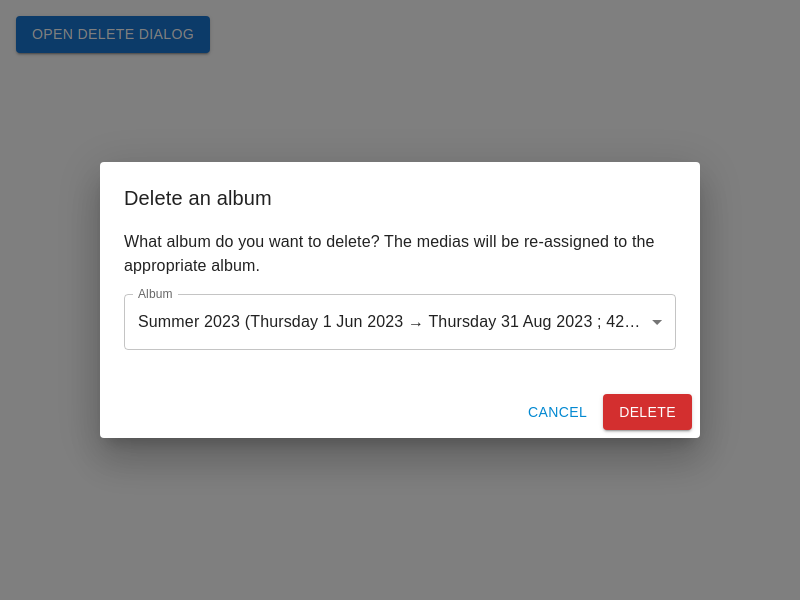 OPEN DELETE DIALOG
Delete an album
What album do you want to delete? The medias will be re-assigned to the
appropriate album.
Album
Summer 2023 (Thursday 1 Jun 2023 → Thursday 31 Aug 2023 ; 42…
CANCEL
DELETE